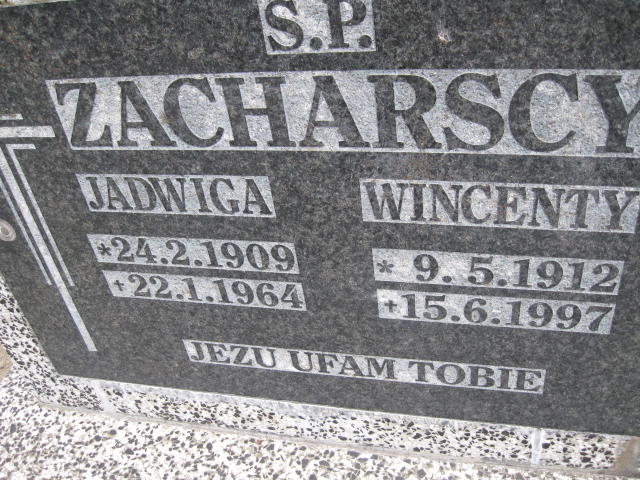 S.P.
ZACHARSCY
JADWIGA
*24.2.1909
+22.1.1964
WINCENTY
* 9.5.1912
+15.6.1997
JEZU UFAM TOBIE